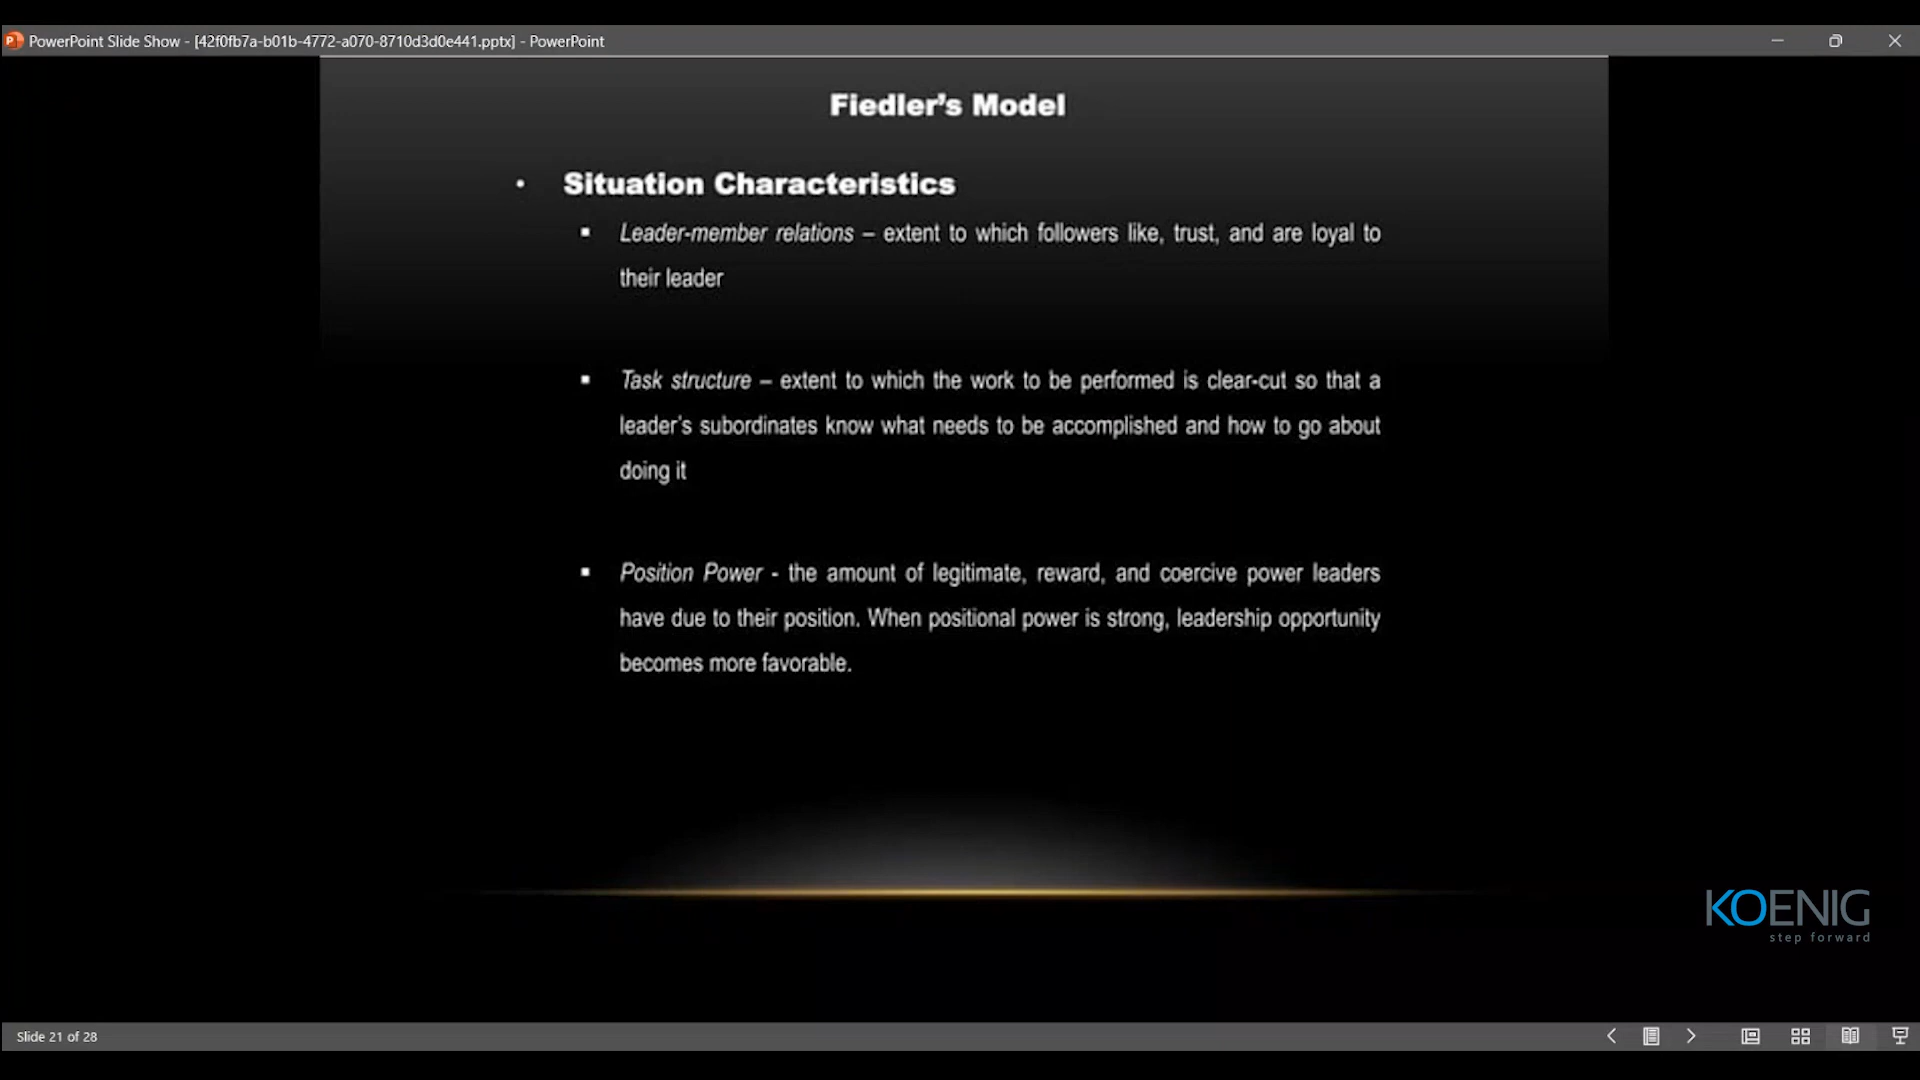 PowerPoint Slide Show - [42f0fb7a-b01b-4772-a070-8710d3d0e441.pptx] - PowerPoint
Fiedler's Model
• Situation Characteristics
▪ Leader-member relations – extent to which followers like, trust, and are loyal to
their leader
▪ Task structure – extent to which the work to be performed is clear-cut so that a
leader's subordinates know what needs to be accomplished and how to go about
doing it
▪ Position Power - the amount of legitimate, reward, and coercive power leaders
have due to their position. When positional power is strong, leadership opportunity
becomes more favorable.
KOENIG
step forward
Slide 21 of 28